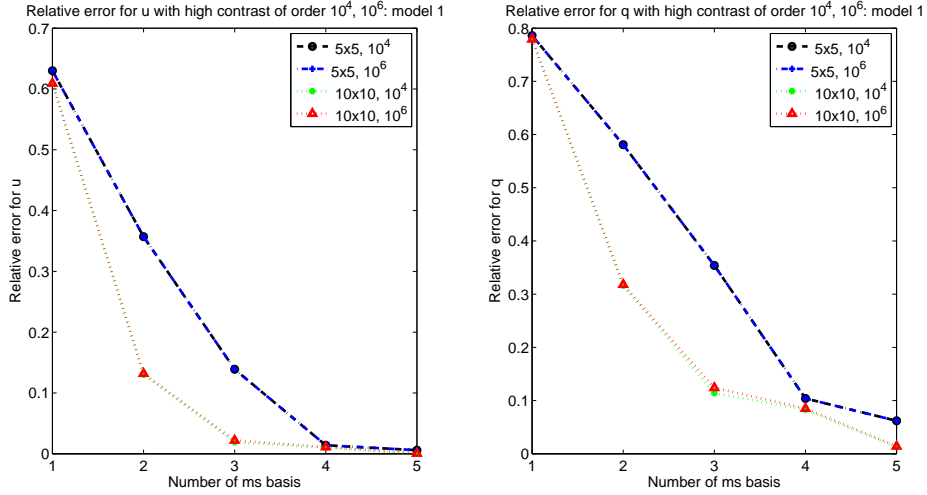 Relative error for u with high contrast of order 10^4, 10^6: model 1
0.7
0.6
0.5
0.4
0.3
0.2
0.1
0
1 2 3 4 5
Relative error for u
Number of ms basis
5x5, 10^4
5x5, 10^6
10x10, 10^4
10x10, 10^6
Relative error for q with high contrast of order 10^4, 10^6: model 1
0.8
0.7
0.6
0.5
0.4
0.3
0.2
0.1
0
1 2 3 4 5
Relative error for q
Number of ms basis
5x5, 10^4
5x5, 10^6
10x10, 10^4
10x10, 10^6